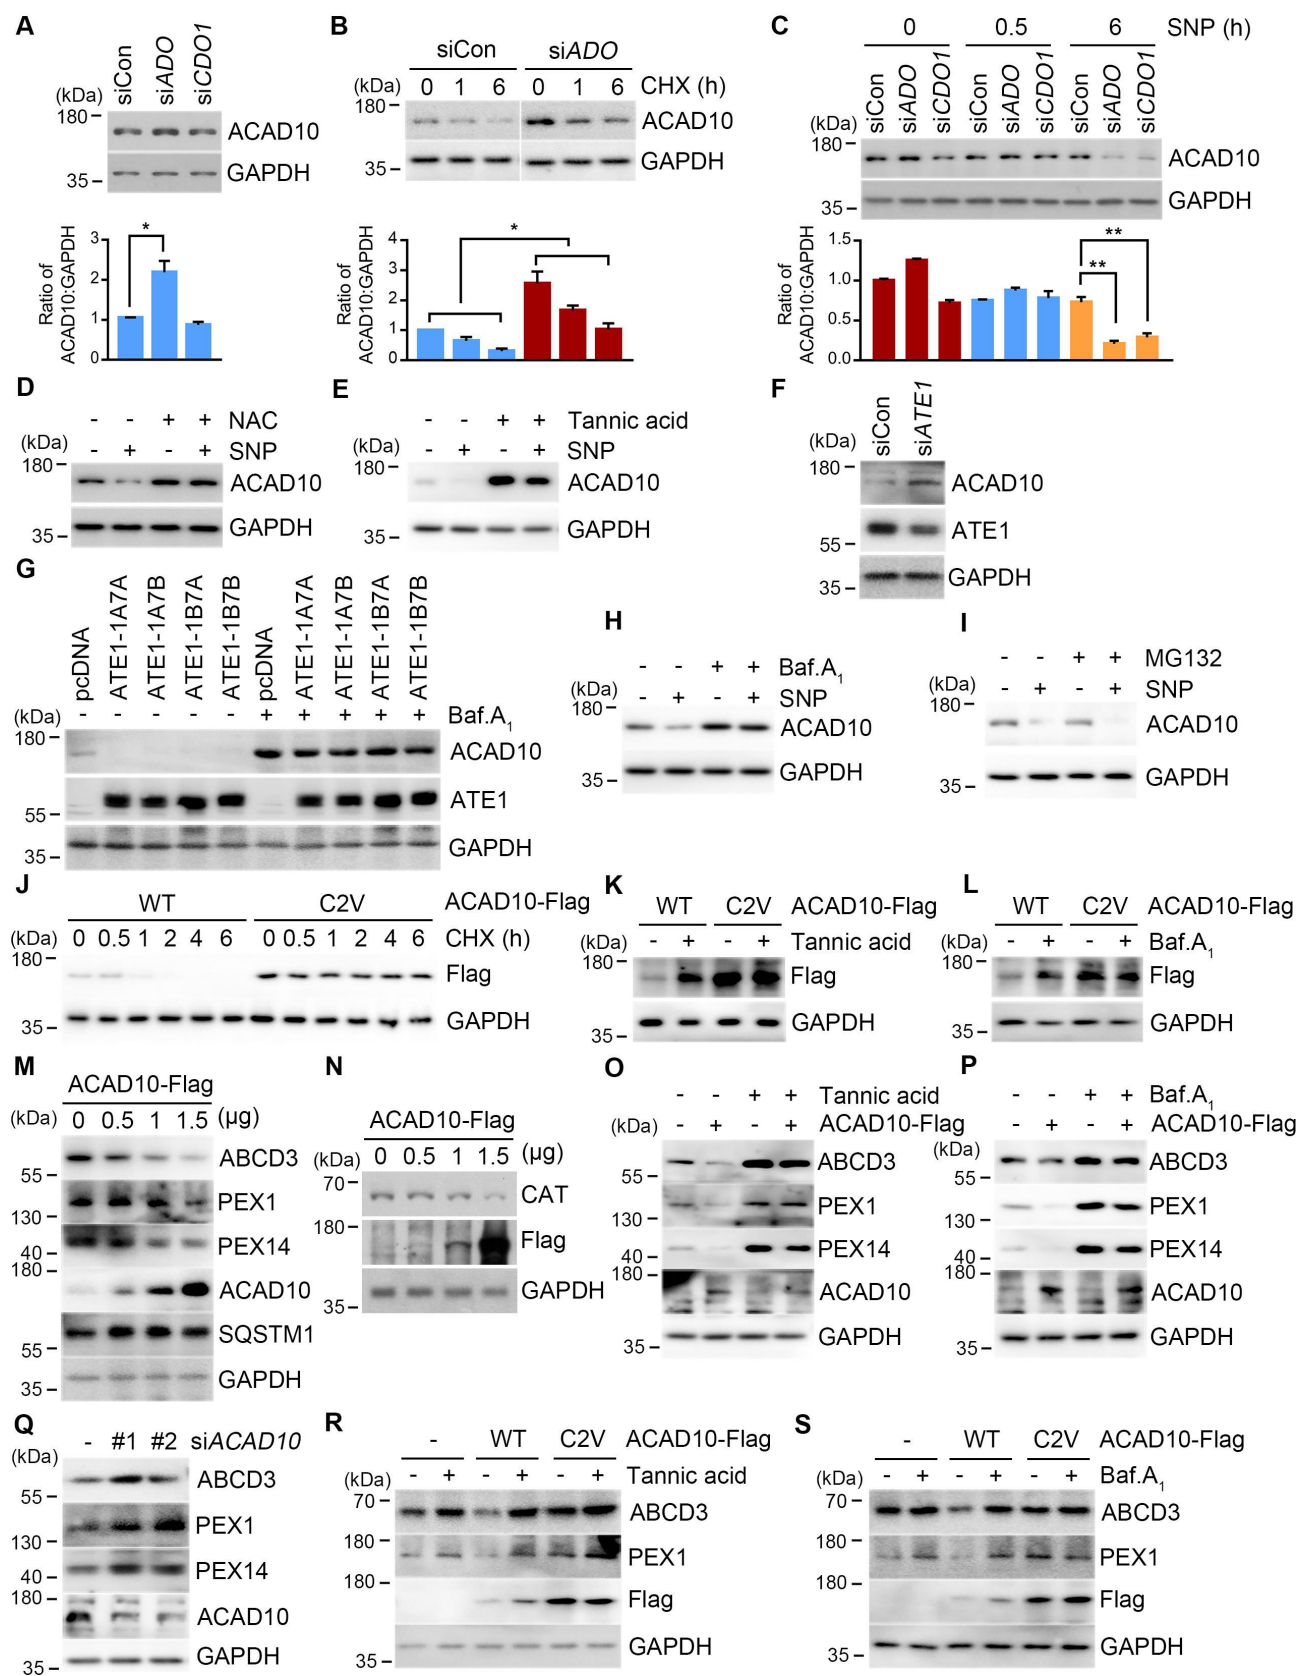 A
siCon
siADO
siCDO1
(kDa)
180
ACAD10
35
GAPDH
Ratio of
ACAD10:GAPDH
3
2
1
0
*
B
siCon siADO
(kDa) 0 1 6 0 1 6 CHX (h)
180
ACAD10
35
GAPDH
Ratio of
ACAD10:GAPDH
4
3
2
1
0
*
C
0 0.5 6 SNP (h)
siCon siADO siCDO1 siCon siADO siCDO1 siCon siADO siCDO1
(kDa)
180
ACAD10
35
GAPDH
Ratio of
ACAD10:GAPDH
1.5
1.0
0.5
0.0
**
**
D
- - + + NAC
(kDa) - + - + SNP
180
ACAD10
35
GAPDH
E
- - + + Tannic acid
(kDa) - + - + SNP
180
ACAD10
35
GAPDH
F
siCon siATE1
(kDa)
180
ACAD10
55
ATE1
35
GAPDH
G
pcDNA ATE1-1A7A ATE1-1A7B ATE1-1B7A ATE1-1B7B pcDNA ATE1-1A7A ATE1-1A7B ATE1-1B7A ATE1-1B7B
(kDa) - - - - - + + + + + Baf.A1
180
ACAD10
55
ATE1
35
GAPDH
H
- - + + Baf.A1
(kDa) - + - + SNP
180
ACAD10
35
GAPDH
I
- - + + MG132
(kDa) - + - + SNP
180
ACAD10
35
GAPDH
J
WT C2V ACAD10-Flag
(kDa) 0 0.5 1 2 4 6 0 0.5 1 2 4 6 CHX (h)
180
Flag
35
GAPDH
K
WT C2V ACAD10-Flag
(kDa) - + - + Tannic acid
180
Flag
35
GAPDH
L
WT C2V ACAD10-Flag
(kDa) - + - + Baf.A1
180
Flag
35
GAPDH
M
ACAD10-Flag
(kDa) 0 0.5 1 1.5 (μg)
ABCD3
55
PEX1
130
PEX14
40
180
ACAD10
SQSTM1
55
GAPDH
35
N
ACAD10-Flag
(kDa) 0 0.5 1 1.5 (μg)
70
CAT
180
Flag
GAPDH
35
O
- - + + Tannic acid
(kDa) - + - + ACAD10-Flag
ABCD3
55
PEX1
130
PEX14
40
180
ACAD10
GAPDH
35
P
- - + + Baf.A1
- + - + ACAD10-Flag
(kDa)
ABCD3
55
PEX1
130
PEX14
40
180
ACAD10
GAPDH
35
Q
- #1 #2 siACAD10
(kDa)
ABCD3
55
PEX1
130
PEX14
40
180
ACAD10
GAPDH
35
R
- WT C2V ACAD10-Flag
(kDa) - + - + - + Tannic acid
70
ABCD3
180
PEX1
180
Flag
GAPDH
35
S
- WT C2V ACAD10-Flag
(kDa) - + - + - + Baf.A1
70
ABCD3
180
PEX1
180
Flag
GAPDH
35